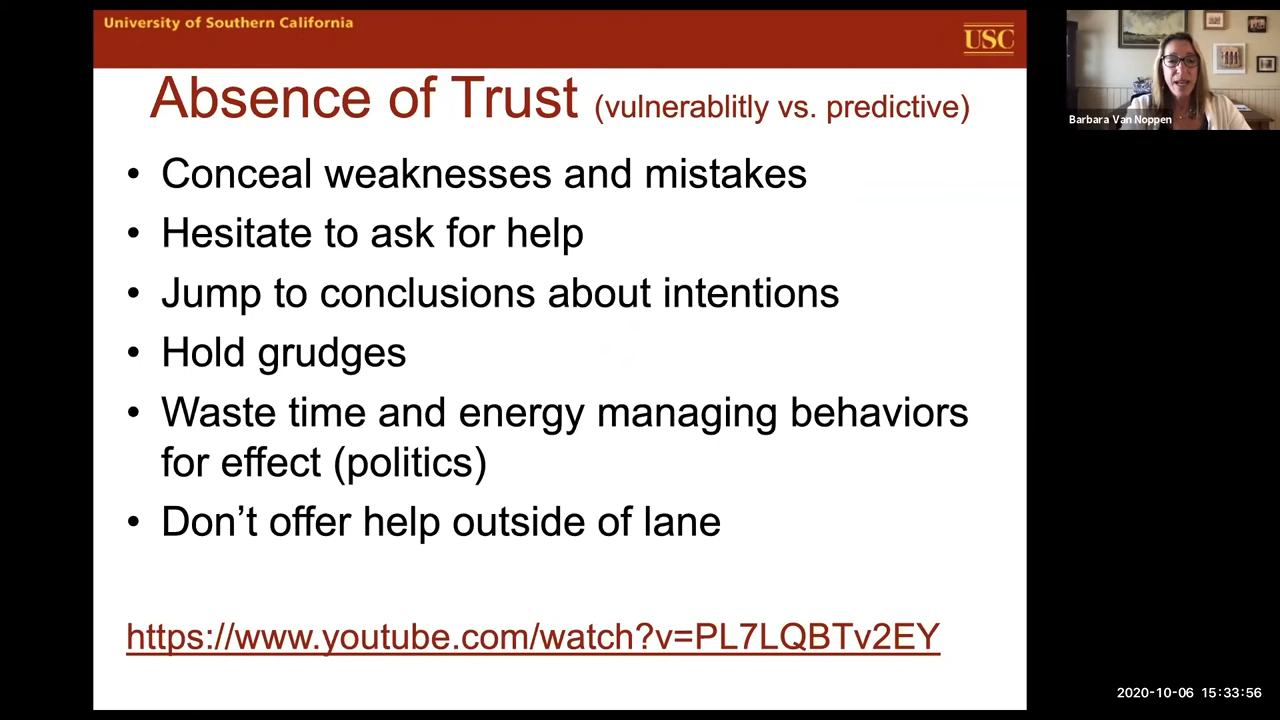 University of Southern California
USC
Absence of Trust (vulnerablitly vs. predictive)
• Conceal weaknesses and mistakes
• Hesitate to ask for help
• Jump to conclusions about intentions
• Hold grudges
• Waste time and energy managing behaviors
for effect (politics)
• Don’t offer help outside of lane
https://www.youtube.com/watch?v=PL7LQBTv2EY
Barbara Van Noppen
2020-10-06 15:33:56